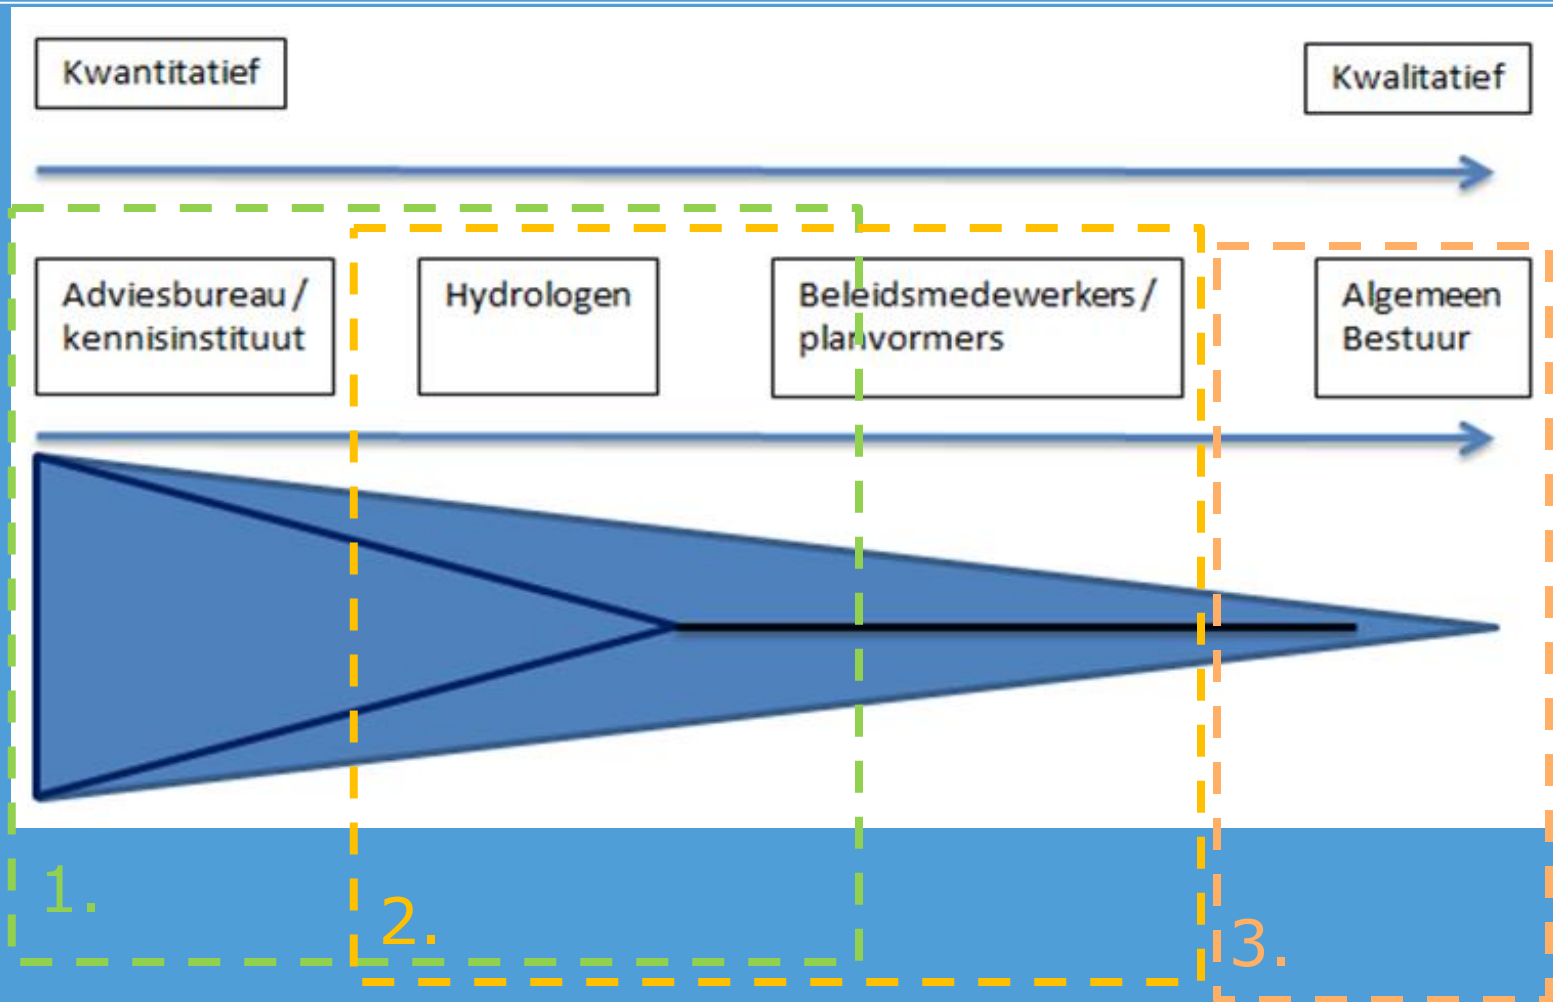 Kwantitatief
Kwalitatief
Adviesbureau/
kennisinstituut
Hydrologen
Beleidsmedewerkers/
planvormers
Algemeen
Bestuur
1.
2.
3.